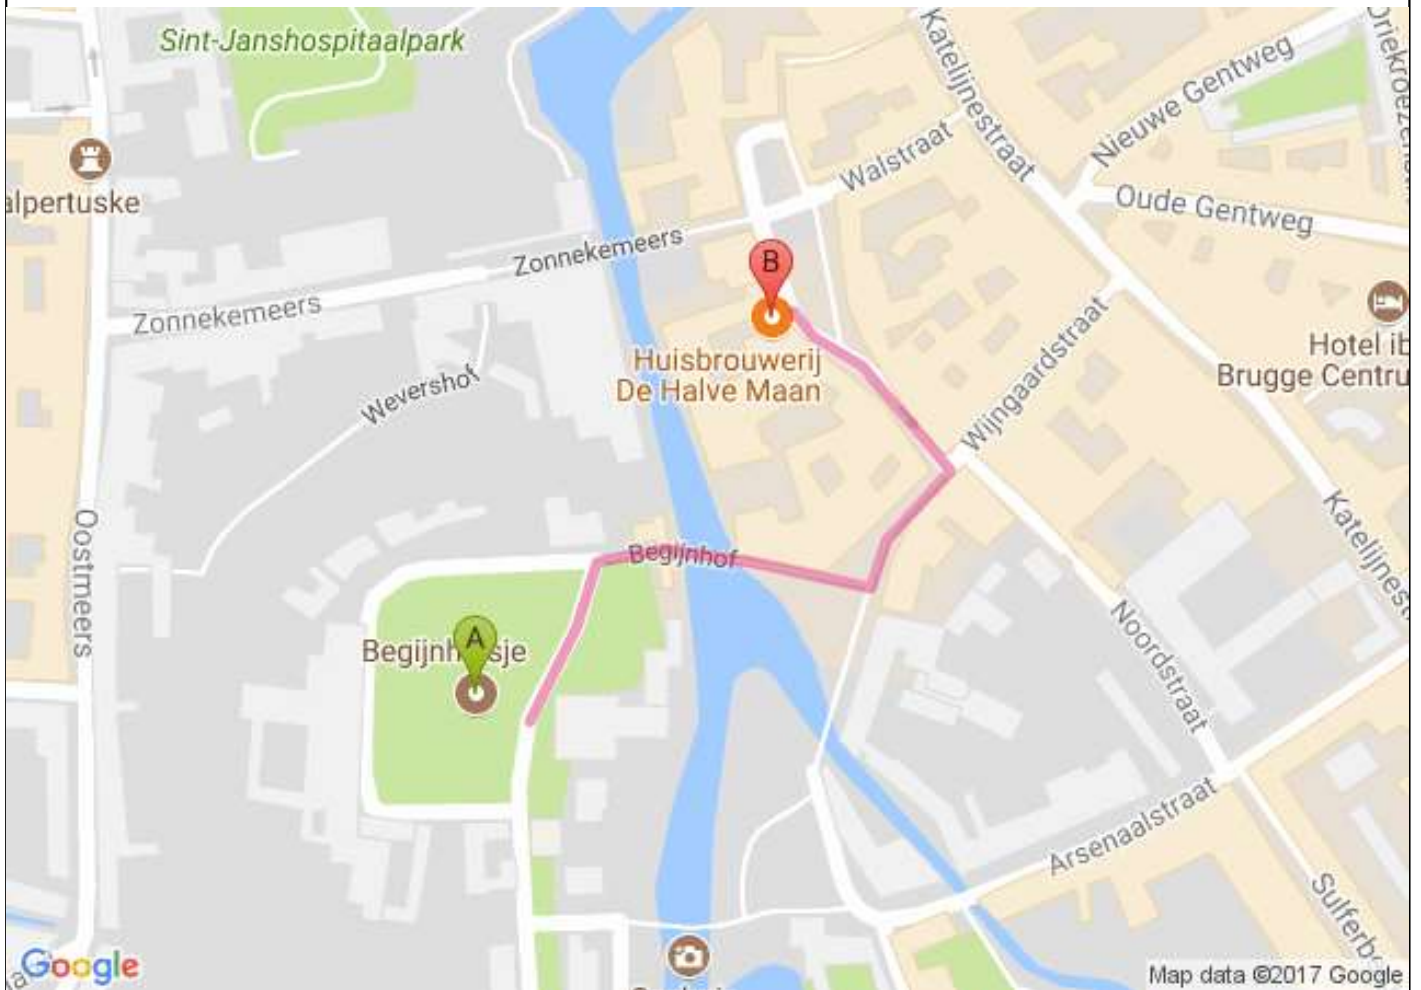 Sint-Janshospitaalpark
Katelijnestraat
Nieuwe Gentweg
Walstraat
alpertuske
Oude Gentweg
Zonnekemeers
B
Zonnekemeers
Huisbrouwerij
De Halve Maan
Wevershof
Wijngaardstraat
Hotel ib
Brugge Centru
Oostmeers
Begijnhof
Katelijnest
A
Noordstraat
Arsenaalstraat
Sulferb
Google
Map data ©2017 Google